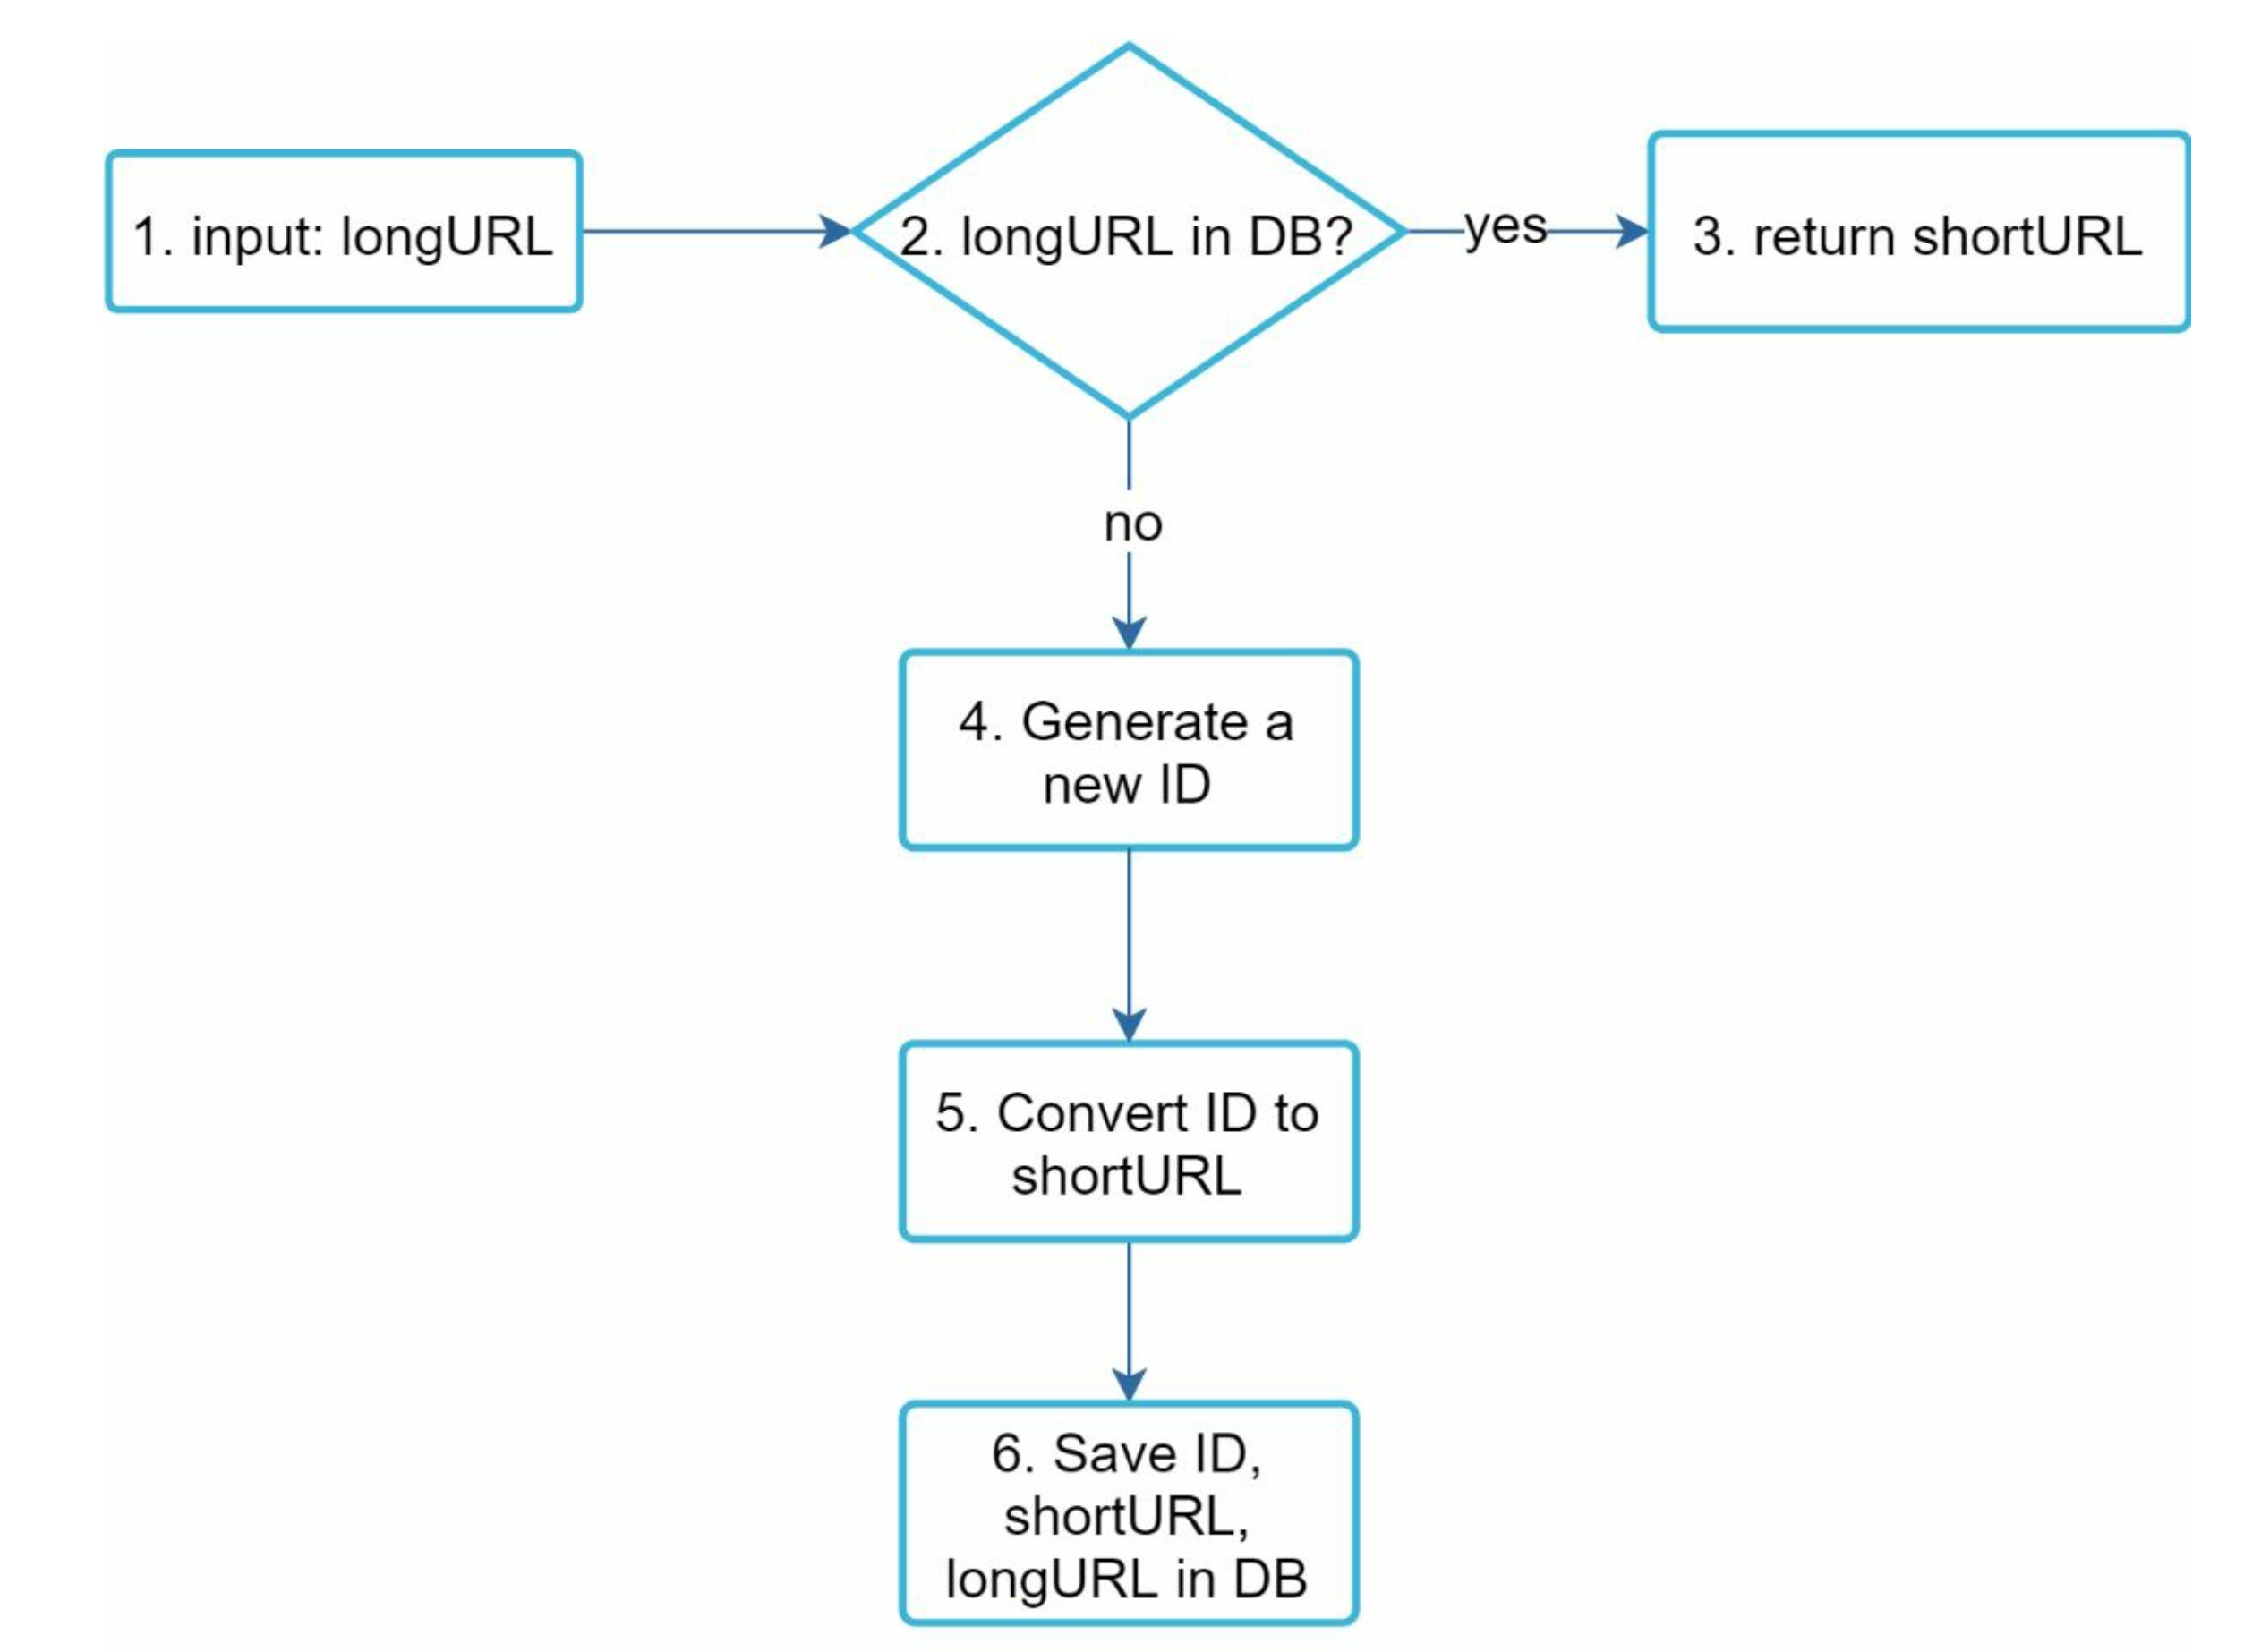 1. input: longURL
2. longURL in DB?
yes
3. return shortURL
no
4. Generate a
new ID
5. Convert ID to
shortURL
6. Save ID,
shortURL,
longURL in DB